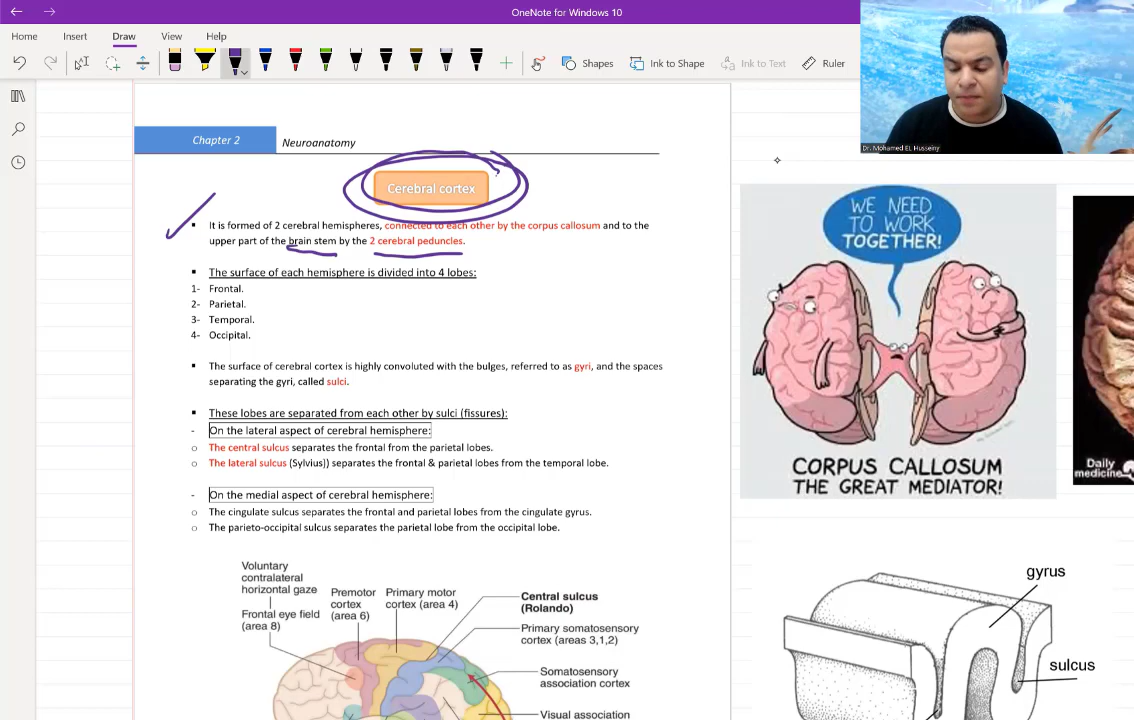 OneNote for Windows 10
Home Insert Draw View Help
Shapes Ink to Shape Ink to Text Ruler
Dr. Mohamed EL Husseiny
Chapter 2 Neuroanatomy
Cerebral cortex
▪ It is formed of 2 cerebral hemispheres, connected to each other by the corpus callosum and to the
upper part of the brain stem by the 2 cerebral peduncles.
▪ The surface of each hemisphere is divided into 4 lobes:
1- Frontal.
2- Parietal.
3- Temporal.
4- Occipital.
▪ The surface of cerebral cortex is highly convoluted with the bulges, referred to as gyri, and the spaces
separating the gyri, called sulci.
▪ These lobes are separated from each other by sulci (fissures):
- On the lateral aspect of cerebral hemisphere:
o The central sulcus separates the frontal from the parietal lobes.
o The lateral sulcus (Sylvius)) separates the frontal & parietal lobes from the temporal lobe.
- On the medial aspect of cerebral hemisphere:
o The cingulate sulcus separates the frontal and parietal lobes from the cingulate gyrus.
o The parieto-occipital sulcus separates the parietal lobe from the occipital lobe.
Voluntary
contralateral
horizontal gaze
Frontal eye field
(area 8)
Premotor
cortex
(area 6)
Primary motor
cortex (area 4)
Central sulcus
(Rolando)
Primary somatosensory
cortex (areas 3,1,2)
Somatosensory
association cortex
Visual association
WE NEED
TO WORK
TOGETHER!
CORPUS CALLOSUM
THE GREAT MEDIATOR!
Daily
medicine
gyrus
sulcus